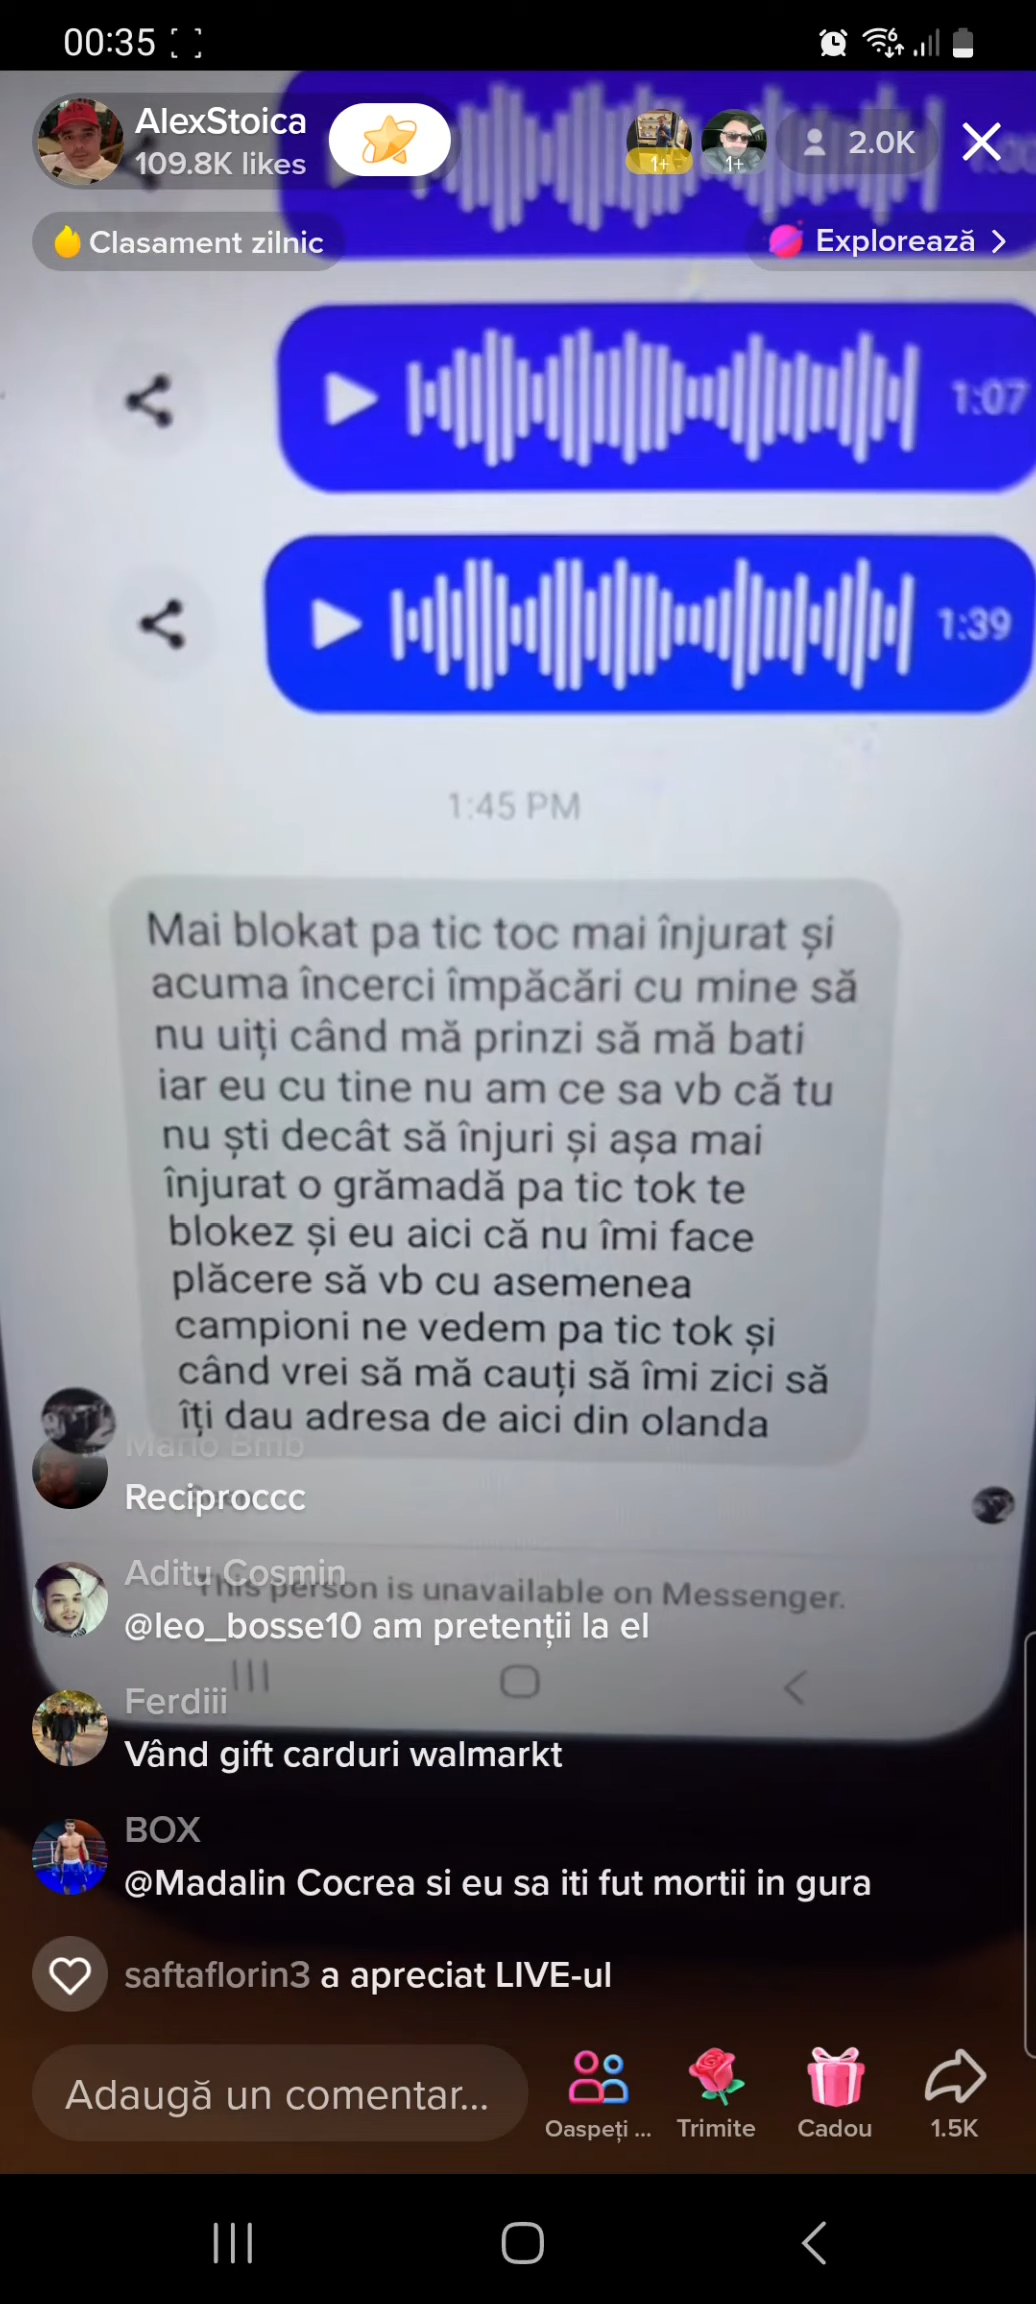 00:35
AlexStoica
109.8K likes
1+
1+
2.0K
Clasament zilnic
Explorează
1:07
1:39
1:45 PM
Mai blokat pa tic toc mai înjurat și
acuma încerci împăcări cu mine să
nu uiți când mă prinzi să mă bati
iar eu cu tine nu am ce sa vb că tu
nu ști decât să înjuri și așa mai
înjurat o grămadă pa tic tok te
blokez și eu aici că nu îmi face
plăcere să vb cu asemenea
campioni ne vedem pa tic tok și
când vrei să mă cauți să îmi zici să
îți dau adresa de aici din olanda
Mario Bmb
Reciproccc
Aditu Cosmin
This person is unavailable on Messenger.
@leo_bosse10 am pretenții la el
Ferdiii
Vând gift carduri walmarkt
BOX
@Madalin Cocrea si eu sa iti fut mortii in gura
saftaflorin3 a apreciat LIVE-ul
Adaugă un comentar...
Oaspeți ...
Trimite
Cadou
1.5K